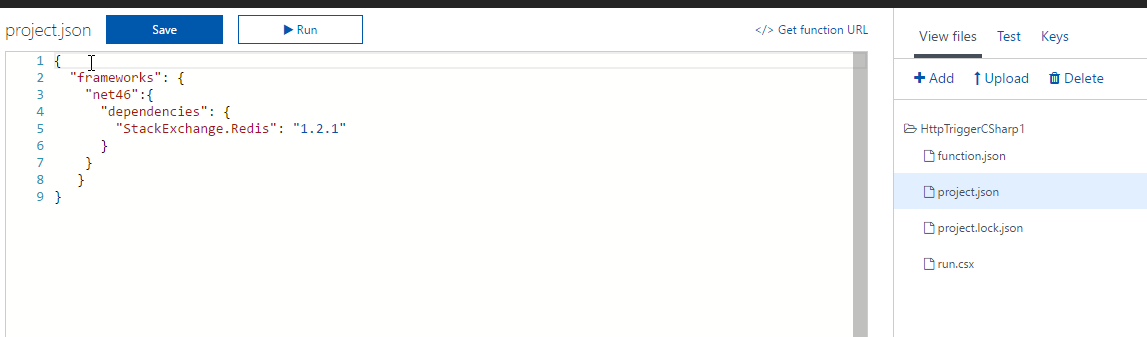 project.json
Save
Run
</> Get function URL
1 {
2   "frameworks": {
3     "net46":{
4       "dependencies": {
5         "StackExchange.Redis": "1.2.1"
6       }
7     }
8    }
9 }
View files
Test
Keys
Add
Upload
Delete
HttpTriggerCSharp1
function.json
project.json
project.lock.json
run.csx